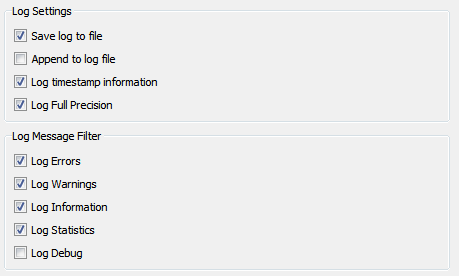 Log Settings
Save log to file
Append to log file
Log timestamp information
Log Full Precision
Log Message Filter
Log Errors
Log Warnings
Log Information
Log Statistics
Log Debug